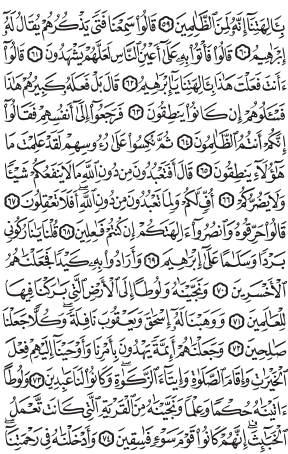 بِـَٔالِهَتِنَآ إِنَّهُۥ لَمِنَ ٱلظَّـٰلِمِينَ ٥٩ قَالُوا۟ سَمِعْنَا فَتًى يَذْكُرُهُمْ يُقَالُ لَهُۥٓ
إِبْرَٰهِيمُ ٦٠ قَالُوا۟ فَأْتُوا۟ بِهِۦ عَلَىٰٓ أَعْيُنِ ٱلنَّاسِ لَعَلَّهُمْ يَشْهَدُونَ ٦١ قَالُوٓا۟
ءَأَنتَ فَعَلْتَ هَـٰذَا بِـَٔالِهَتِنَا يَـٰٓإِبْرَٰهِيمُ ٦٢ قَالَ بَلْ فَعَلَهُۥ كَبِيرُهُمْ هَـٰذَا
فَسْـَٔلُوهُمْ إِن كَانُوا۟ يَنطِقُونَ ٦٣ فَرَجَعُوٓا۟ إِلَىٰٓ أَنفُسِهِمْ فَقَالُوٓا۟
إِنَّكُمْ أَنتُمُ ٱلظَّـٰلِمُونَ ٦٤ ثُمَّ نُكِسُوا۟ عَلَىٰ رُءُوسِهِمْ لَقَدْ عَلِمْتَ مَا
هَـٰٓؤُلَآءِ يَنطِقُونَ ٦٥ قَالَ أَفَتَعْبُدُونَ مِن دُونِ ٱللَّهِ مَا لَا يَنفَعُكُمْ شَيْـًٔا
وَلَا يَضُرُّكُمْ ٦٦ أُفٍّ لَّكُمْ وَلِمَا تَعْبُدُونَ مِن دُونِ ٱللَّهِ ۖ أَفَلَا تَعْقِلُونَ ٦٧
قَالُوا۟ حَرِّقُوهُ وَٱنصُرُوٓا۟ ءَالِهَتَكُمْ إِن كُنتُمْ فَـٰعِلِينَ ٦٨ قُلْنَا يَـٰنَارُ كُونِى
بَرْدًا وَسَلَـٰمًا عَلَىٰٓ إِبْرَٰهِيمَ ٦٩ وَأَرَادُوا۟ بِهِۦ كَيْدًا فَجَعَلْنَـٰهُمُ
ٱلْأَخْسَرِينَ ٧٠ وَنَجَّيْنَـٰهُ وَلُوطًا إِلَى ٱلْأَرْضِ ٱلَّتِى بَـٰرَكْنَا فِيهَا
لِلْعَـٰلَمِينَ ٧١ وَوَهَبْنَا لَهُۥٓ إِسْحَـٰقَ وَيَعْقُوبَ نَافِلَةً ۖ وَكُلًّا جَعَلْنَا
صَـٰلِحِينَ ٧٢ وَجَعَلْنَـٰهُمْ أَئِمَّةً يَهْدُونَ بِأَمْرِنَا وَأَوْحَيْنَآ إِلَيْهِمْ فِعْلَ
ٱلْخَيْرَٰتِ وَإِقَامَ ٱلصَّلَوٰةِ وَإِيتَآءَ ٱلزَّكَوٰةِ ۖ وَكَانُوا۟ لَنَا عَـٰبِدِينَ ٧٣ وَلُوطًا
ءَاتَيْنَـٰهُ حُكْمًا وَعِلْمًا وَنَجَّيْنَـٰهُ مِنَ ٱلْقَرْيَةِ ٱلَّتِى كَانَت تَّعْمَلُ
ٱلْخَبَـٰٓئِثَ ۗ إِنَّهُمْ كَانُوا۟ قَوْمَ سَوْءٍ فَـٰسِقِينَ ٧٤ وَأَدْخَلْنَـٰهُ فِى رَحْمَتِنَآ ۖ